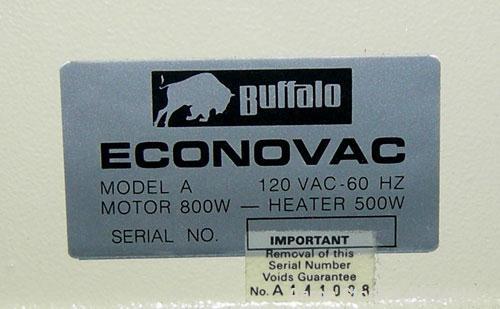 Buffalo
ECONOVAC
MODEL A 120 VAC-60 HZ
MOTOR 800W — HEATER 500W
SERIAL NO.
IMPORTANT
Removal of this
Serial Number
Voids Guarantee
No. A141098